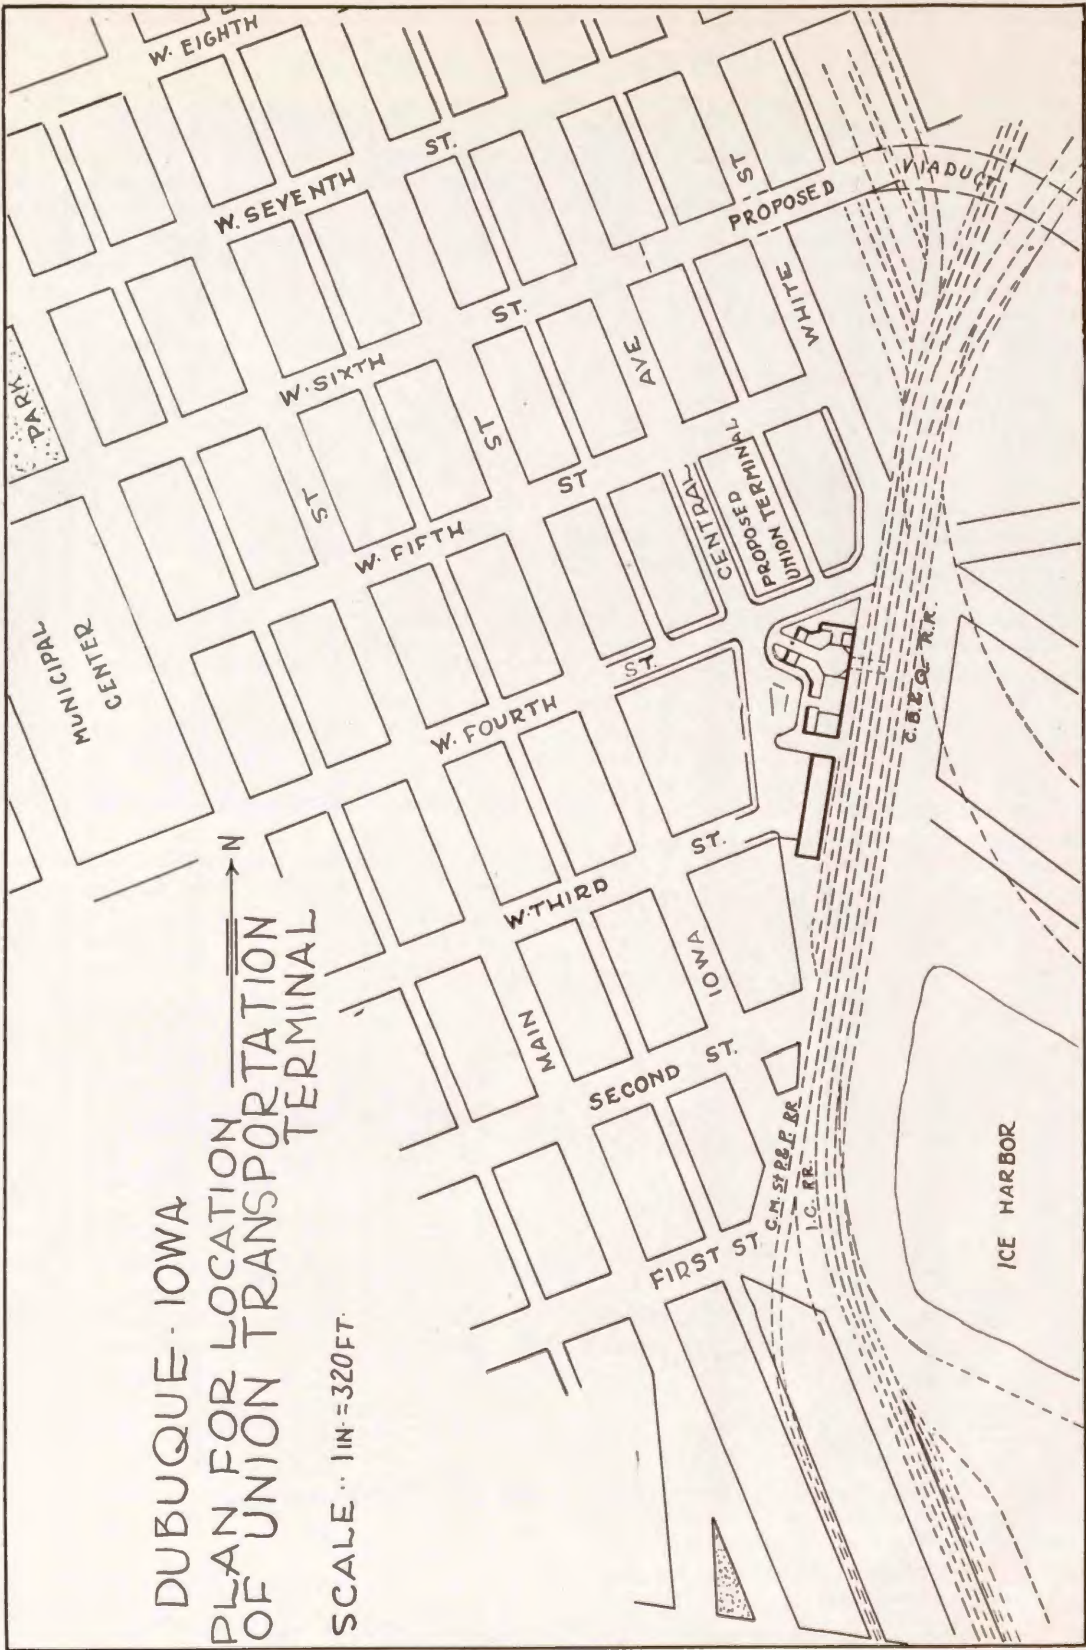 DUBUQUE · IOWA
PLAN FOR LOCATION
OF UNION TRANSPORTATION
TERMINAL
SCALE ·· 1 IN· = 320 FT·
N
W. EIGHTH
ST.
W. SEVENTH
ST.
W. SIXTH
ST
W. FIFTH
ST.
W. FOURTH
ST.
W. THIRD
ST.
SECOND ST.
FIRST ST
PARK
MUNICIPAL
CENTER
ST
MAIN
ST
IOWA
AVE
CENTRAL
ST
WHITE
PROPOSED
VIADUCT
PROPOSED
UNION TERMINAL
C.B. & Q. R.R.
C.M. St P. & P. RR
I.C. RR.
ICE HARBOR